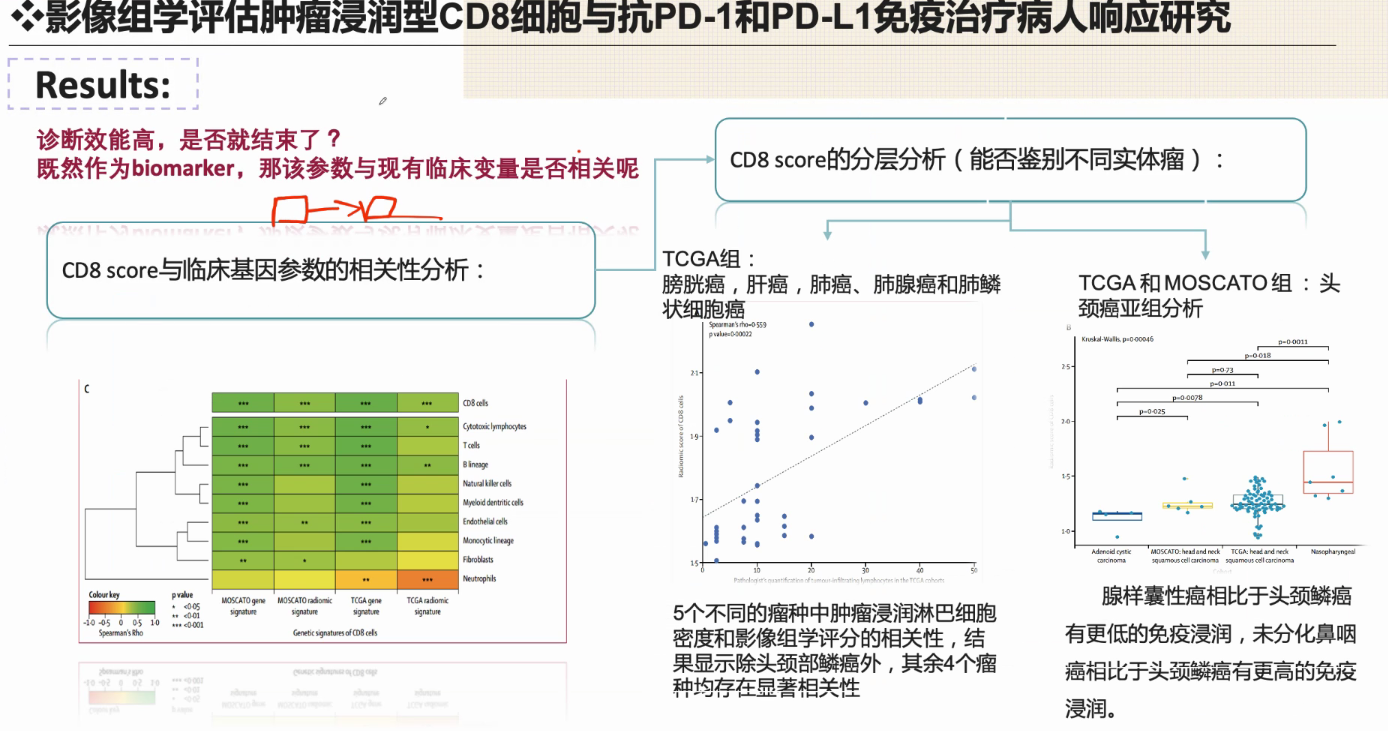 ❖影像组学评估肿瘤浸润型CD8细胞与抗PD-1和PD-L1免疫治疗病人响应研究
Results:
诊断效能高，是否就结束了？
既然作为biomarker，那该参数与现有临床变量是否相关呢
CD8 score与临床基因参数的相关性分析：
C
*** *** *** *** CD8 cells
*** *** *** * Cytotoxic lymphocytes
*** *** *** T cells
*** *** *** ** B lineage
*** *** Natural killer cells
*** *** Myeloid dentritic cells
*** ** *** Endothelial cells
*** *** Monocytic lineage
** * Fibroblasts
** *** Neutrophils
MOSCATO gene signature
MOSCATO radiomic signature
TCGA gene signature
TCGA radiomic signature
Genetic signatures of CD8 cells
Colour key
-1·0 -0·5 0 0·5 1·0
Spearman's Rho
p value
* <0·05
** <0·01
*** <0·001
CD8 score的分层分析（能否鉴别不同实体瘤）：
TCGA组：
膀胱癌，肝癌，肺癌、肺腺癌和肺鳞
状细胞癌
Spearman's rho=0·559
p value=0·00022
21
19
17
15
0 10 20 30 40 50
Radiomic score of CD8 cells
Pathologist's quantification of tumour-infiltrating lymphocytes in the TCGA cohorts
5个不同的瘤种中肿瘤浸润淋巴细胞
密度和影像组学评分的相关性，结
果显示除头颈部鳞癌外，其余4个瘤
种均存在显著相关性
TCGA和MOSCATO组：头
颈癌亚组分析
B
Kruskal-Wallis, p=0·00046
p=0·0011
p=0·018
p=0·73
p=0·011
p=0·0078
p=0·025
2·5
2·0
1·5
1·0
Adenoid cystic carcinoma
MOSCATO: head and neck squamous cell carcinoma
TCGA: head and neck squamous cell carcinoma
Nasopharyngeal
腺样囊性癌相比于头颈鳞癌
有更低的免疫浸润，未分化鼻咽
癌相比于头颈鳞癌有更高的免疫
浸润。